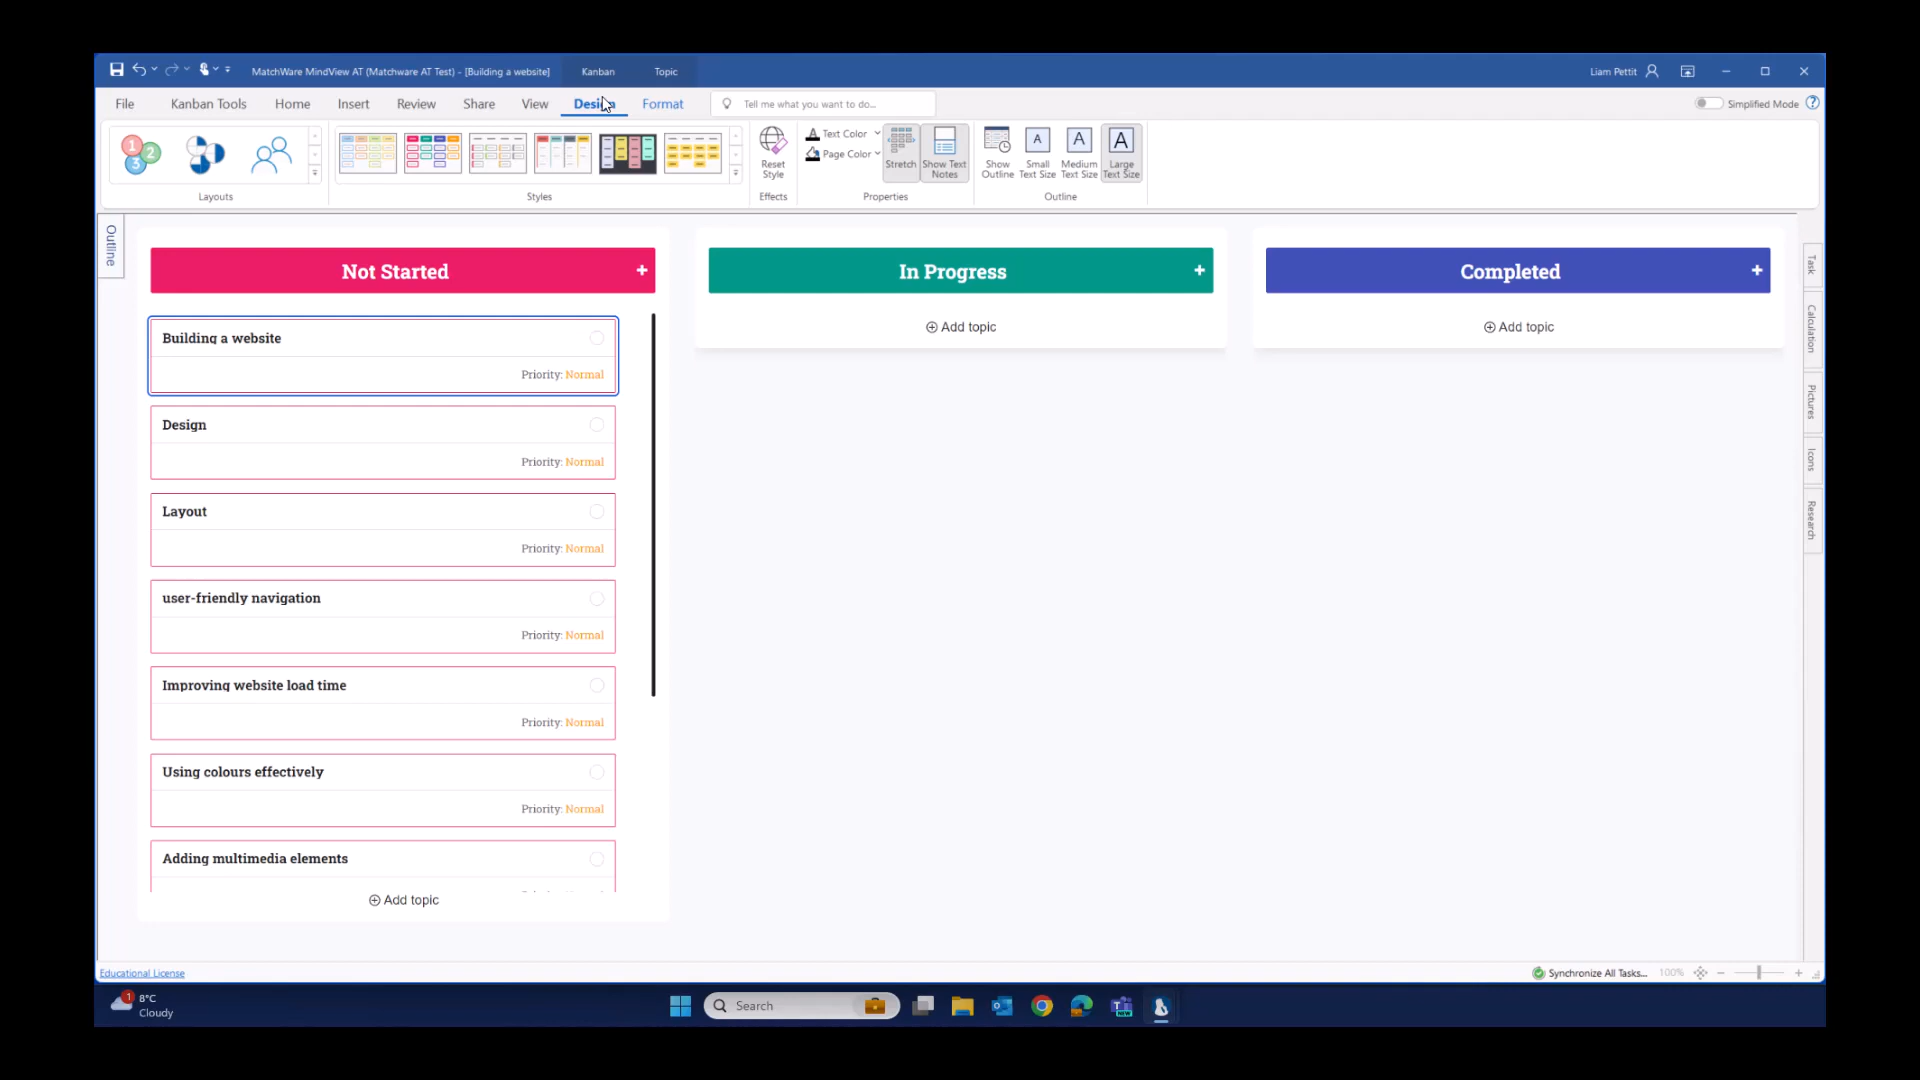 MatchWare MindView AT (Matchware AT Test) - [Building a website]
Kanban
Topic
Liam Pettit
File
Kanban Tools
Home
Insert
Review
Share
View
Design
Format
Tell me what you want to do...
Simplified Mode
?
1
2
3
Layouts
Styles
Reset
Style
Effects
A Text Color
Page Color
Stretch
Show Text
Notes
Properties
Show
Outline
A
Small
Text Size
A
Medium
Text Size
A
Large
Text Size
Outline
Outline
Not Started +
In Progress +
Completed +
Building a website
Priority: Normal
Design
Priority: Normal
Layout
Priority: Normal
user-friendly navigation
Priority: Normal
Improving website load time
Priority: Normal
Using colours effectively
Priority: Normal
Adding multimedia elements
Add topic
Add topic
Add topic
Task
Calculation
Pictures
Icons
Research
Educational License
Synchronize All Tasks...
100%
1
8°C
Cloudy
Search
NEW